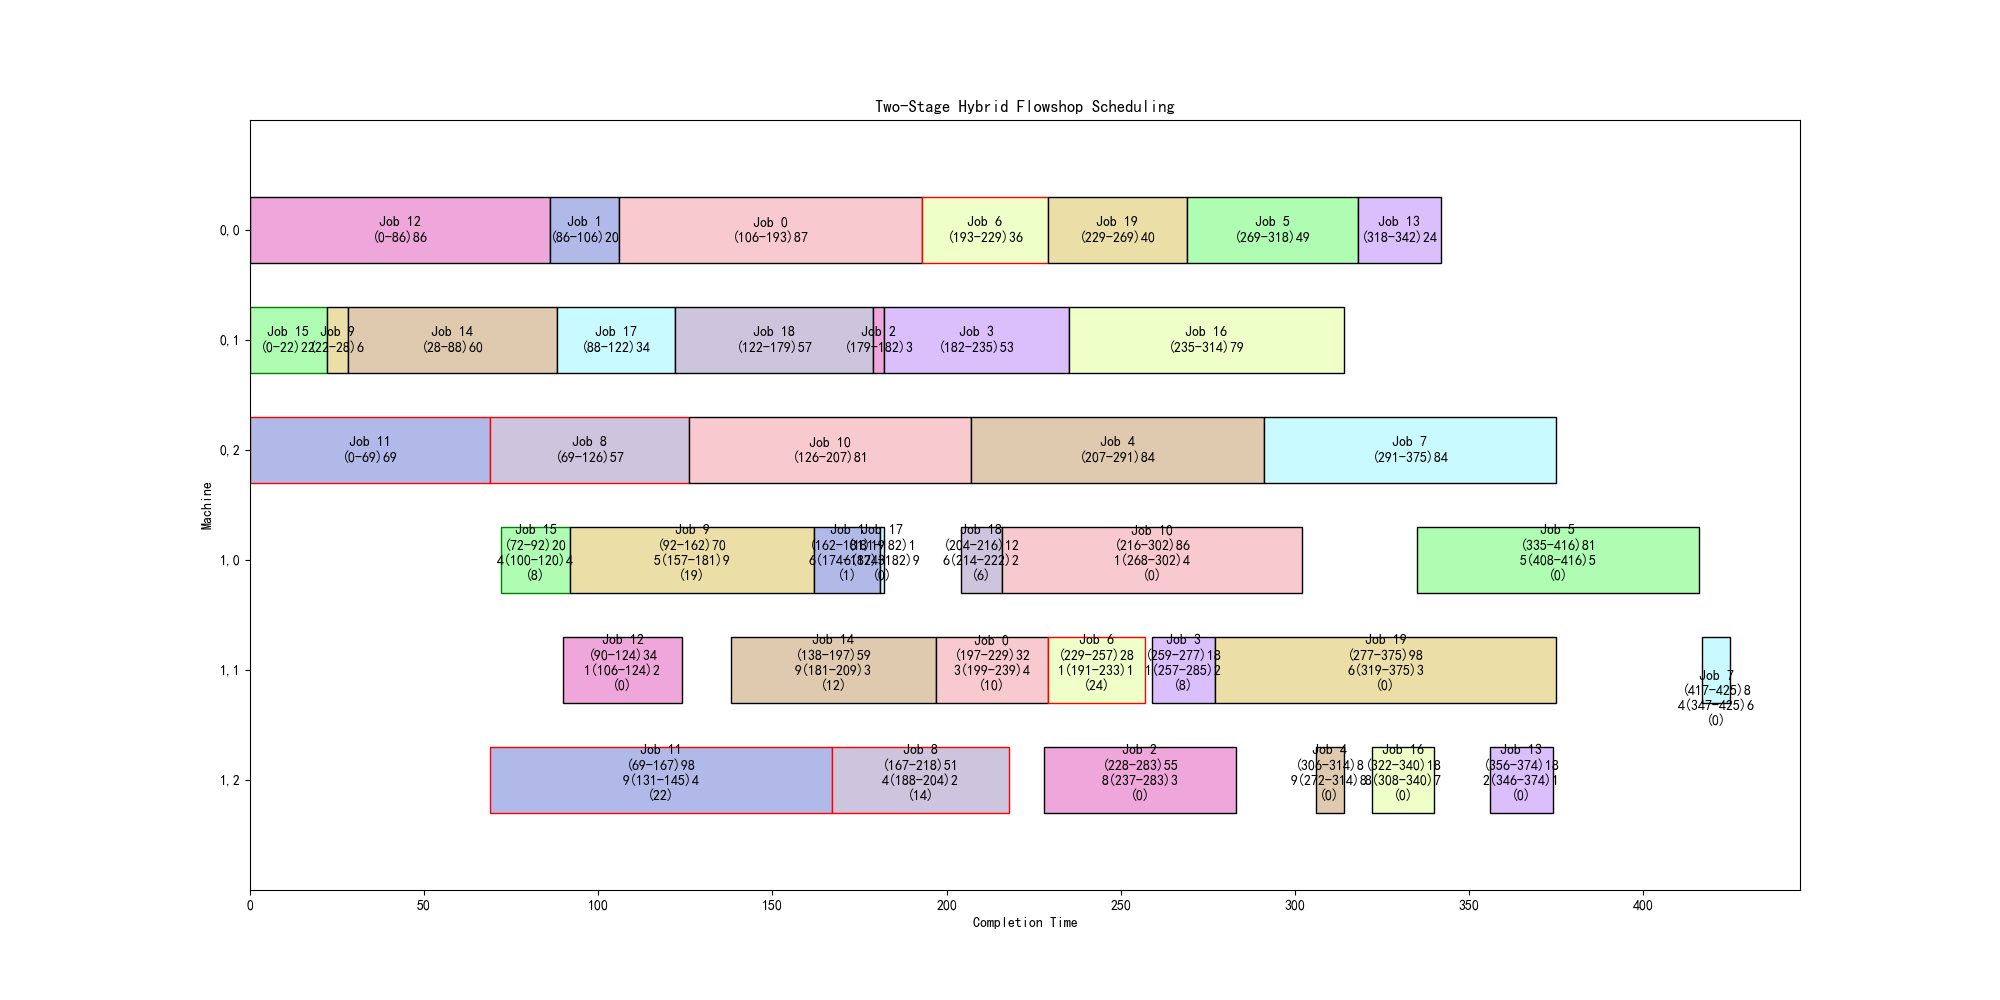 Two-Stage Hybrid Flowshop Scheduling
Machine
0,0
Job 12
(0-86)86
Job 1
(86-106)20
Job 0
(106-193)87
Job 6
(193-229)36
Job 19
(229-269)40
Job 5
(269-318)49
Job 13
(318-342)24
0,1
Job 15
(0-22)22
Job 9
(22-28)6
Job 14
(28-88)60
Job 17
(88-122)34
Job 18
(122-179)57
Job 2
(179-182)3
Job 3
(182-235)53
Job 16
(235-314)79
0,2
Job 11
(0-69)69
Job 8
(69-126)57
Job 10
(126-207)81
Job 4
(207-291)84
Job 7
(291-375)84
1,0
Job 15
(72-92)20
4(100-120)4
(8)
Job 9
(92-162)70
5(157-181)9
(19)
Job 1
(1)
Job 17
(0)
Job 18
(204-216)12
6(214-222)2
(6)
Job 10
(216-302)86
1(268-302)4
(0)
Job 5
(335-416)81
5(408-416)5
(0)
1,1
Job 12
(90-124)34
1(106-124)2
(0)
Job 14
(138-197)59
9(181-209)3
(12)
Job 0
(197-229)32
3(199-239)4
(10)
Job 6
(229-257)28
1(191-233)1
(24)
Job 3
(259-277)18
1(257-285)2
(8)
Job 19
(277-375)98
6(319-375)3
(0)
Job 7
(417-425)8
4(347-425)6
(0)
1,2
Job 11
(69-167)98
9(131-145)4
(22)
Job 8
(167-218)51
4(188-204)2
(14)
Job 2
(228-283)55
8(237-283)3
(0)
Job 4
(306-314)8
9(272-314)8
(0)
Job 16
(322-340)18
8(308-340)7
(0)
Job 13
(356-374)18
2(346-374)1
(0)
0
50
100
150
200
250
300
350
400
Completion Time